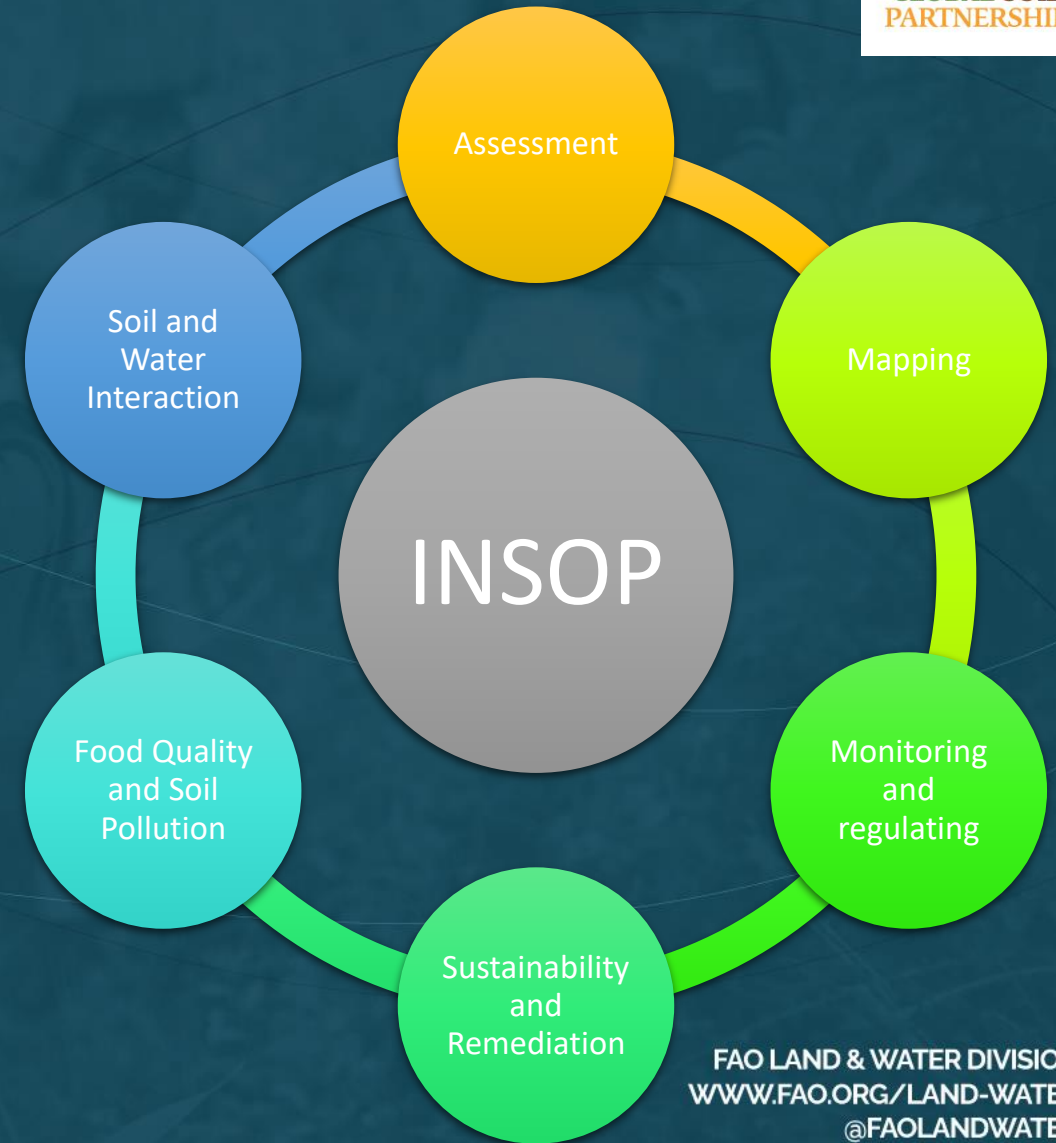 PARTNERSHI
Assessment
Soil and
Water
Interaction
Mapping
INSOP
Food Quality
and Soil
Pollution
Monitoring
and
regulating
Sustainability
and
Remediation
FAO LAND & WATER DIVISIO
WWW.FAO.ORG/LAND-WATE
@FAOLANDWATE